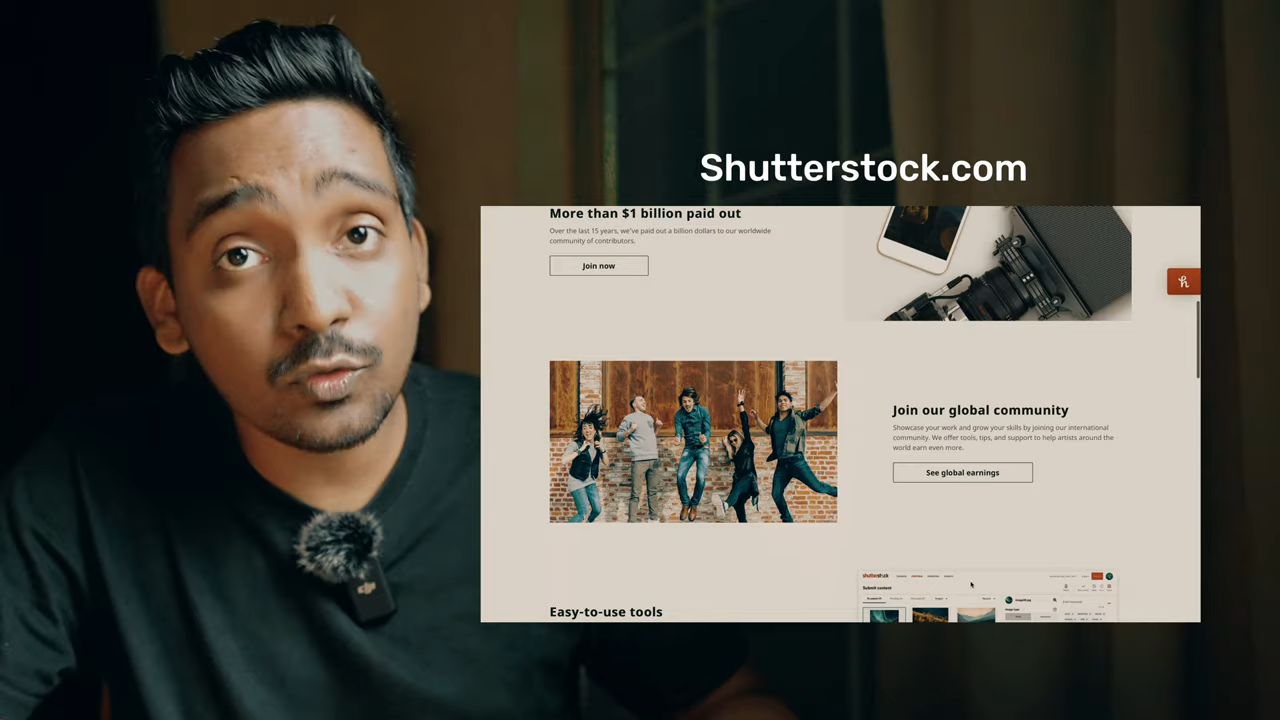 Shutterstock.com
More than $1 billion paid out
Over the last 15 years, we've paid out a billion dollars to our worldwide
community of contributors.
Join now
Join our global community
Showcase your work and grow your skills by joining our international
community. We offer tools, tips, and support to help artists around the
world earn even more.
See global earnings
shutterstock
Submit content
Easy-to-use tools
dji